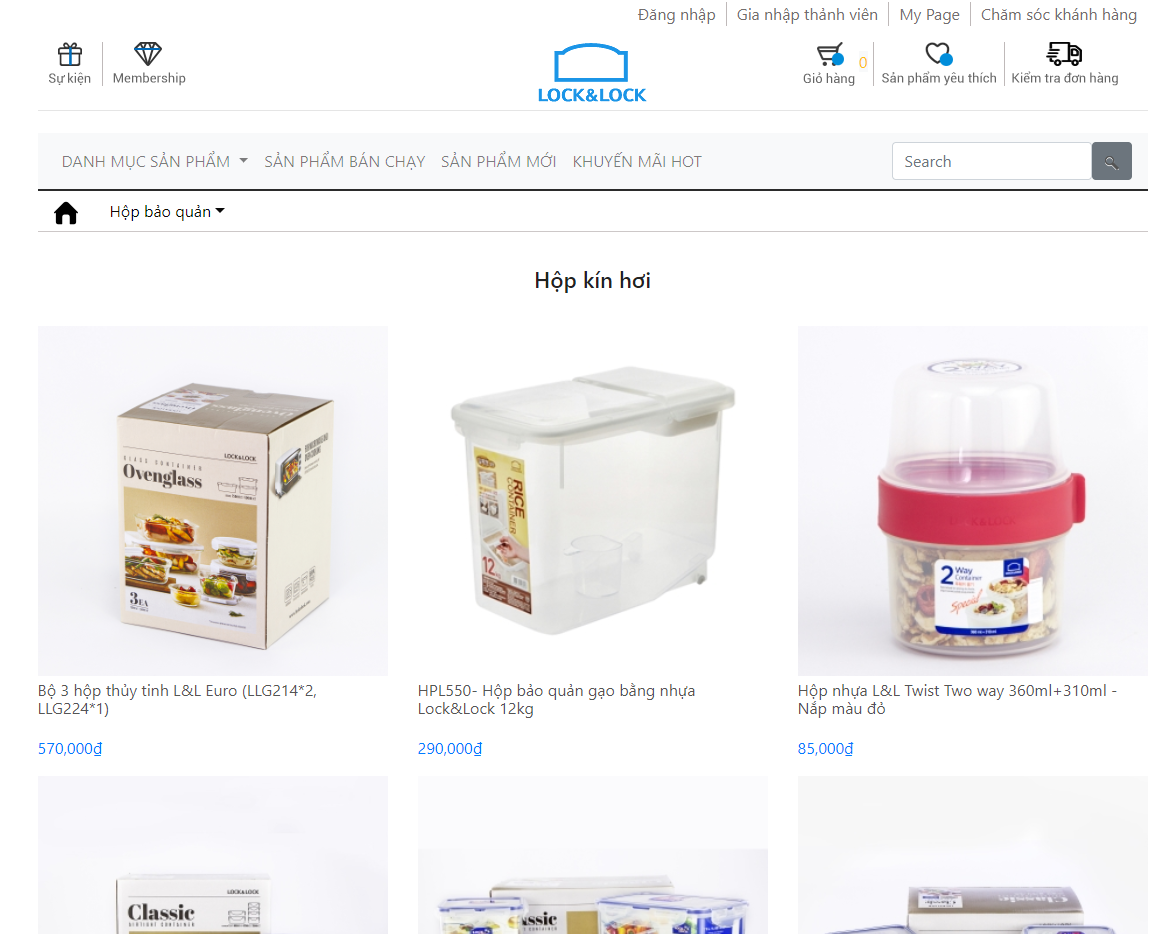 Đăng nhập
Gia nhập thành viên
My Page
Chăm sóc khánh hàng
Sự kiện
Membership
LOCK&LOCK
Giỏ hàng
0
Sản phẩm yêu thích
Kiểm tra đơn hàng
DANH MỤC SẢN PHẨM
SẢN PHẨM BÁN CHẠY
SẢN PHẨM MỚI
KHUYẾN MÃI HOT
Search
Hộp bảo quản
Hộp kín hơi
LOCK&LOCK
GLASS CONTAINER
Ovenglass
3EA
RICE
CONTAINER
12kg
LOCK&LOCK
2 Way
Container
Special
Bộ 3 hộp thủy tinh L&L Euro (LLG214*2,
LLG224*1)
570,000₫
HPL550- Hộp bảo quản gạo bằng nhựa
Lock&Lock 12kg
290,000₫
Hộp nhựa L&L Twist Two way 360ml+310ml -
Nắp màu đỏ
85,000₫
LOCK&LOCK
Classic
Classic